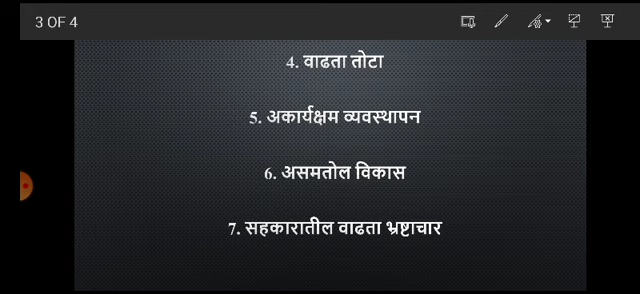 3 OF 4
4. वाढता तोटा
5. अकार्यक्षम व्यवस्थापन
6. असमतोल विकास
7. सहकारातील वाढता भ्रष्टाचार